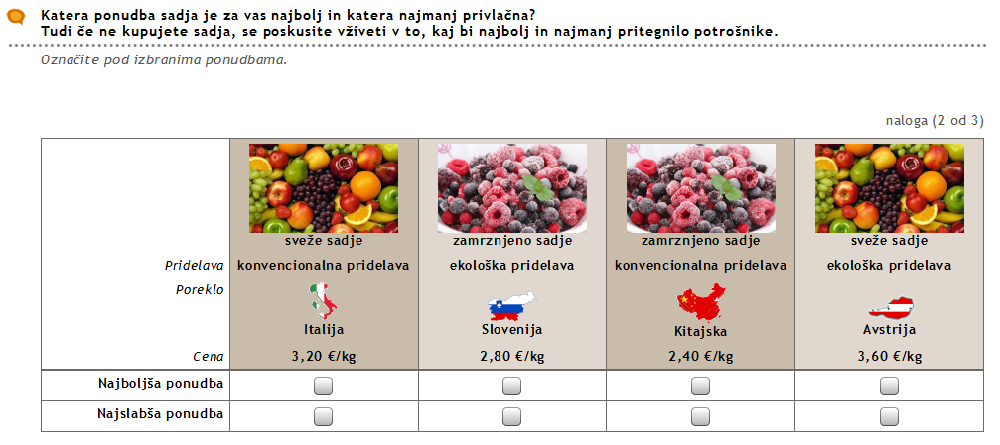 Katera ponudba sadja je za vas najbolj in katera najmanj privlačna?
Tudi če ne kupujete sadja, se poskusite vživeti v to, kaj bi najbolj in najmanj pritegnilo potrošnike.
Označite pod izbranima ponudbama.
naloga (2 od 3)
sveže sadje zamrznjeno sadje zamrznjeno sadje sveže sadje
Pridelava konvencionalna pridelava ekološka pridelava konvencionalna pridelava ekološka pridelava
Poreklo
Italija Slovenija Kitajska Avstrija
Cena 3,20 €/kg 2,80 €/kg 2,40 €/kg 3,60 €/kg
Najboljša ponudba
Najslabša ponudba